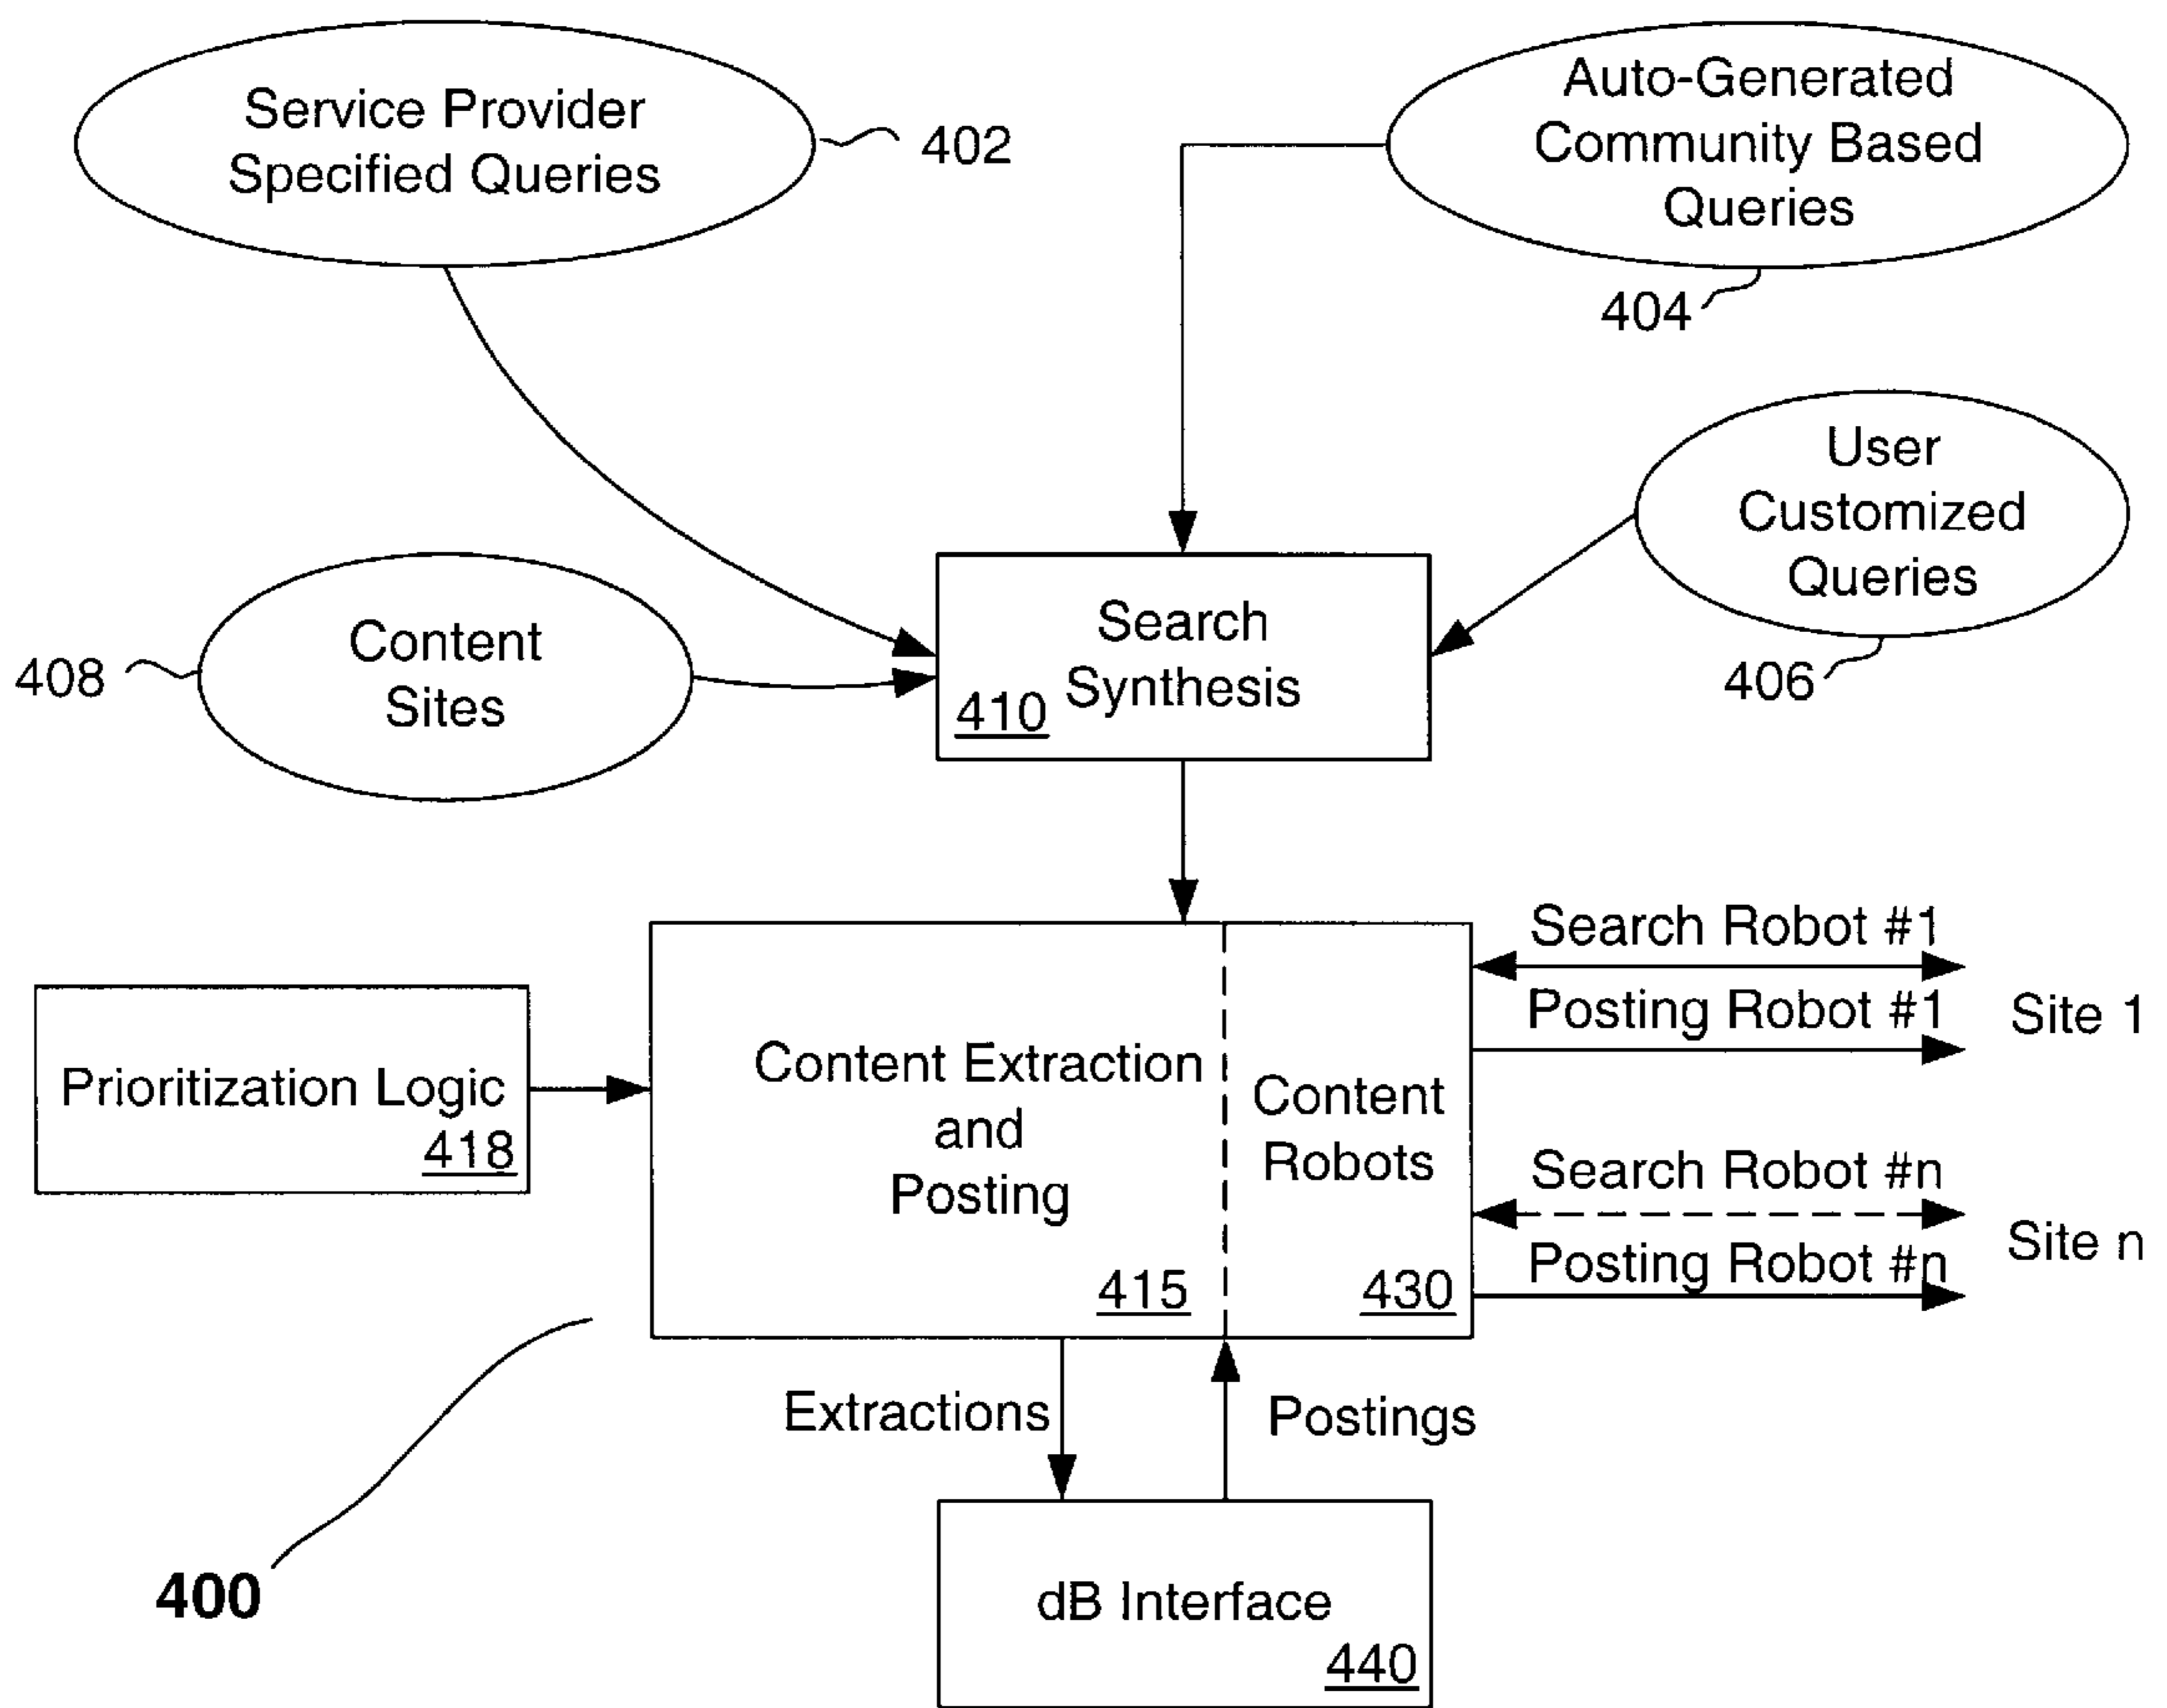 Service Provider
Specified Queries
402
Auto-Generated
Community Based
Queries
404
User
Customized
Queries
406
Content
Sites
408
Search
Synthesis
410
Prioritization Logic
418
Content Extraction
and
Posting
415
Content
Robots
430
Search Robot #1
Posting Robot #1
Site 1
Search Robot #n
Posting Robot #n
Site n
Extractions
Postings
400
dB Interface
440